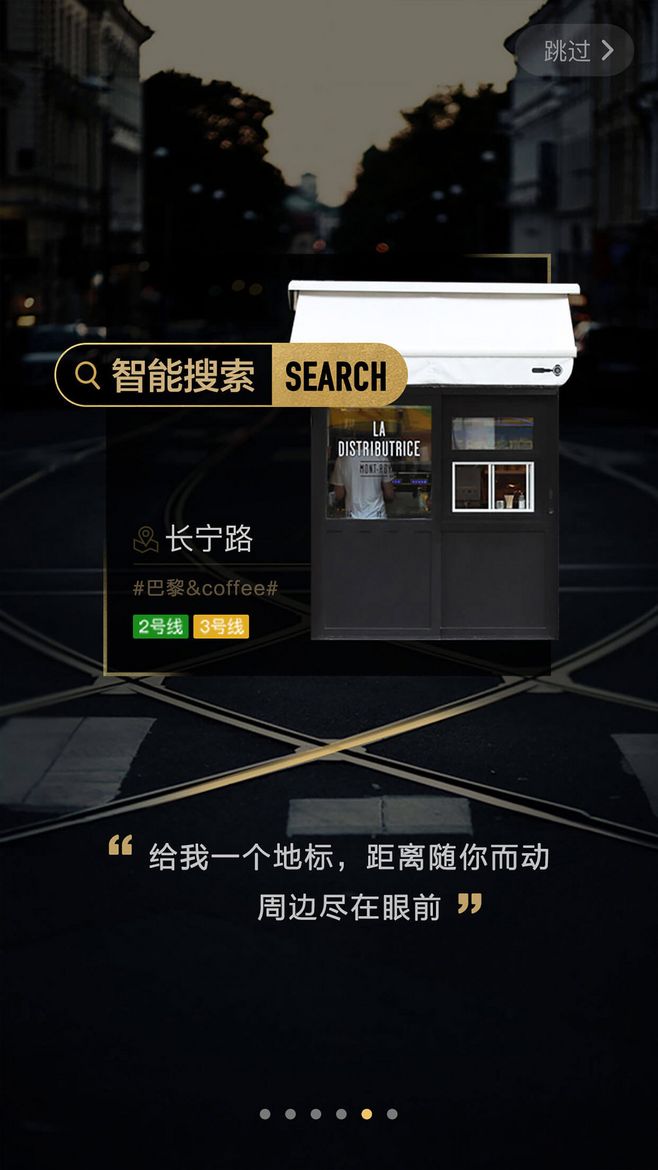 跳过
智能搜索 SEARCH
LA
DISTRIBUTRICE
长宁路
#巴黎&coffee#
2号线 3号线
“ 给我一个地标，距离随你而动
周边尽在眼前 ”